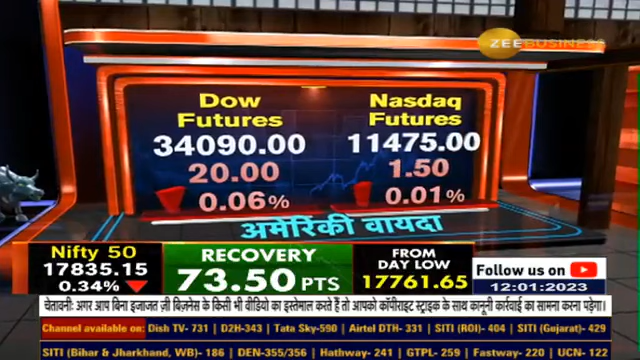 ZEE BUSINESS
Dow Futures
34090.00
20.00
0.06%
Nasdaq Futures
11475.00
1.50
0.01%
अमेरिकी वायदा
Nifty 50
17835.15
0.34%
RECOVERY
73.50 PTS
FROM
DAY LOW
17761.65
Follow us on
12:01:2023
चेतावनी: अगर आप बिना इजाजत ज़ी बिज़नेस के किसी भी वीडियो का इस्तेमाल करते हैं तो आपको कॉपीराइट स्ट्राइक के साथ कानूनी कार्रवाई का सामना करना पड़ेगा।
Channel available on: Dish TV- 731 | D2H-343 | Tata Sky-590 | Airtel DTH- 331 | SITI (ROI) - 404 | SITI (Gujarat) - 429
SITI (Bihar & Jharkhand, WB) - 186 | DEN-355/356 | Hathway- 241 | GTPL- 259 | Fastway- 220 | UCN- 122